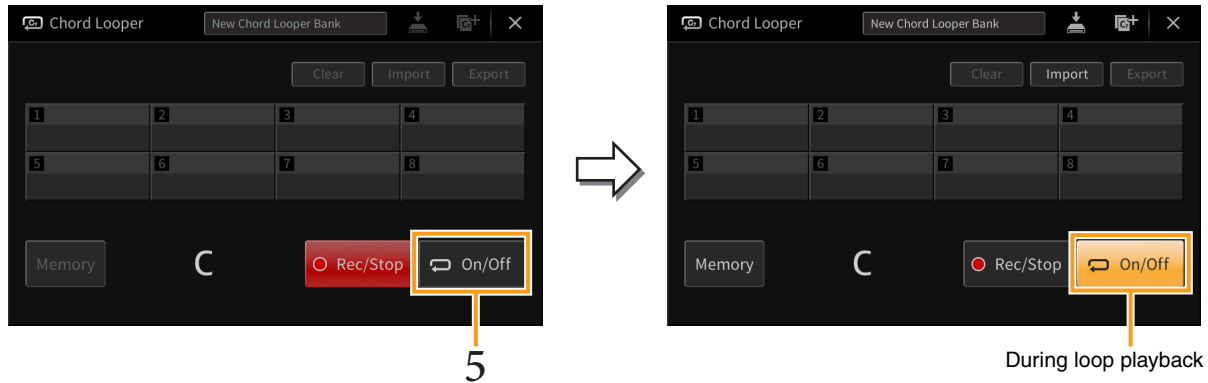 Chord Looper
New Chord Looper Bank
Clear
Import
Export
1
2
3
4
5
6
7
8
Memory
C
Rec/Stop
On/Off
5
Chord Looper
New Chord Looper Bank
Clear
Import
Export
1
2
3
4
5
6
7
8
Memory
C
Rec/Stop
On/Off
During loop playback